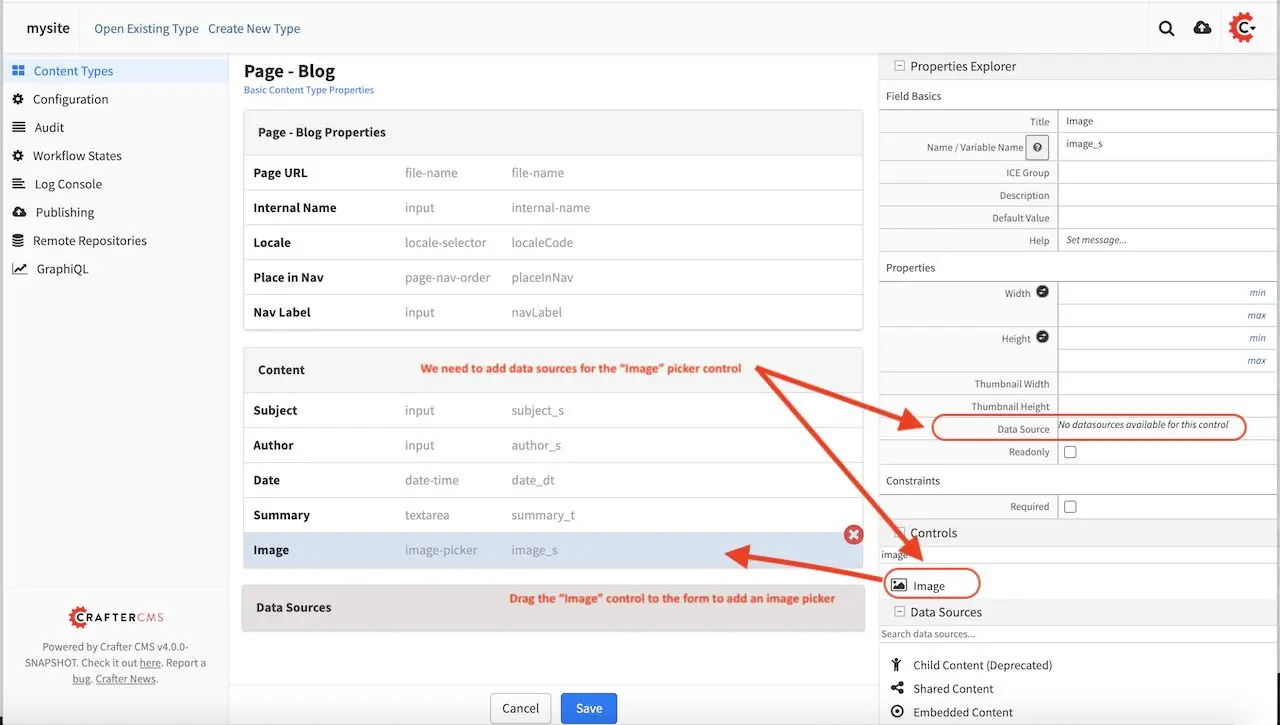 mysite Open Existing Type Create New Type
Content Types
Configuration
Audit
Workflow States
Log Console
Publishing
Remote Repositories
GraphiQL
CRAFTERCMS
Powered by Crafter CMS v4.0.0-
SNAPSHOT. Check it out here. Report a
bug. Crafter News.
Page - Blog
Basic Content Type Properties
Page - Blog Properties
Page URL file-name file-name
Internal Name input internal-name
Locale locale-selector localeCode
Place in Nav page-nav-order placeInNav
Nav Label input navLabel
Content We need to add data sources for the “Image” picker control
Subject input subject_s
Author input author_s
Date date-time date_dt
Summary textarea summary_t
Image image-picker image_s
Data Sources Drag the “Image” control to the form to add an image picker
Cancel Save
Properties Explorer
Field Basics
Title Image
Name / Variable Name ? image_s
ICE Group
Description
Default Value
Help Set message...
Properties
Width min
max
Height min
max
Thumbnail Width
Thumbnail Height
Data Source No datasources available for this control
Readonly
Constraints
Required
Controls
image
Image
Data Sources
Search data sources...
Child Content (Deprecated)
Shared Content
Embedded Content